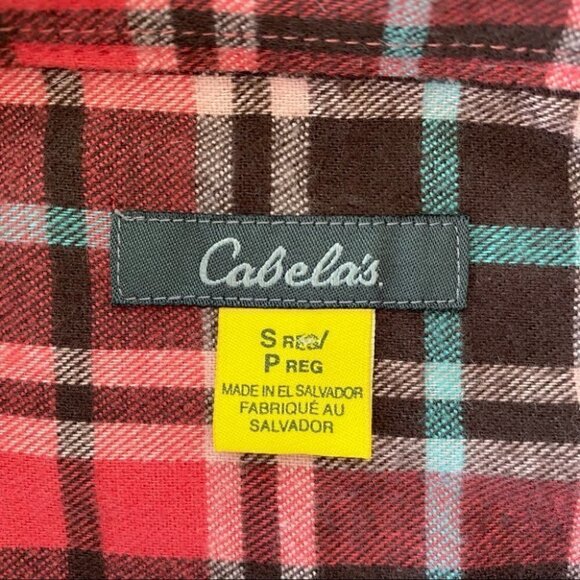 Cabela's.
S REG/
P REG
MADE IN EL SALVADOR
FABRIQUÉ AU
SALVADOR